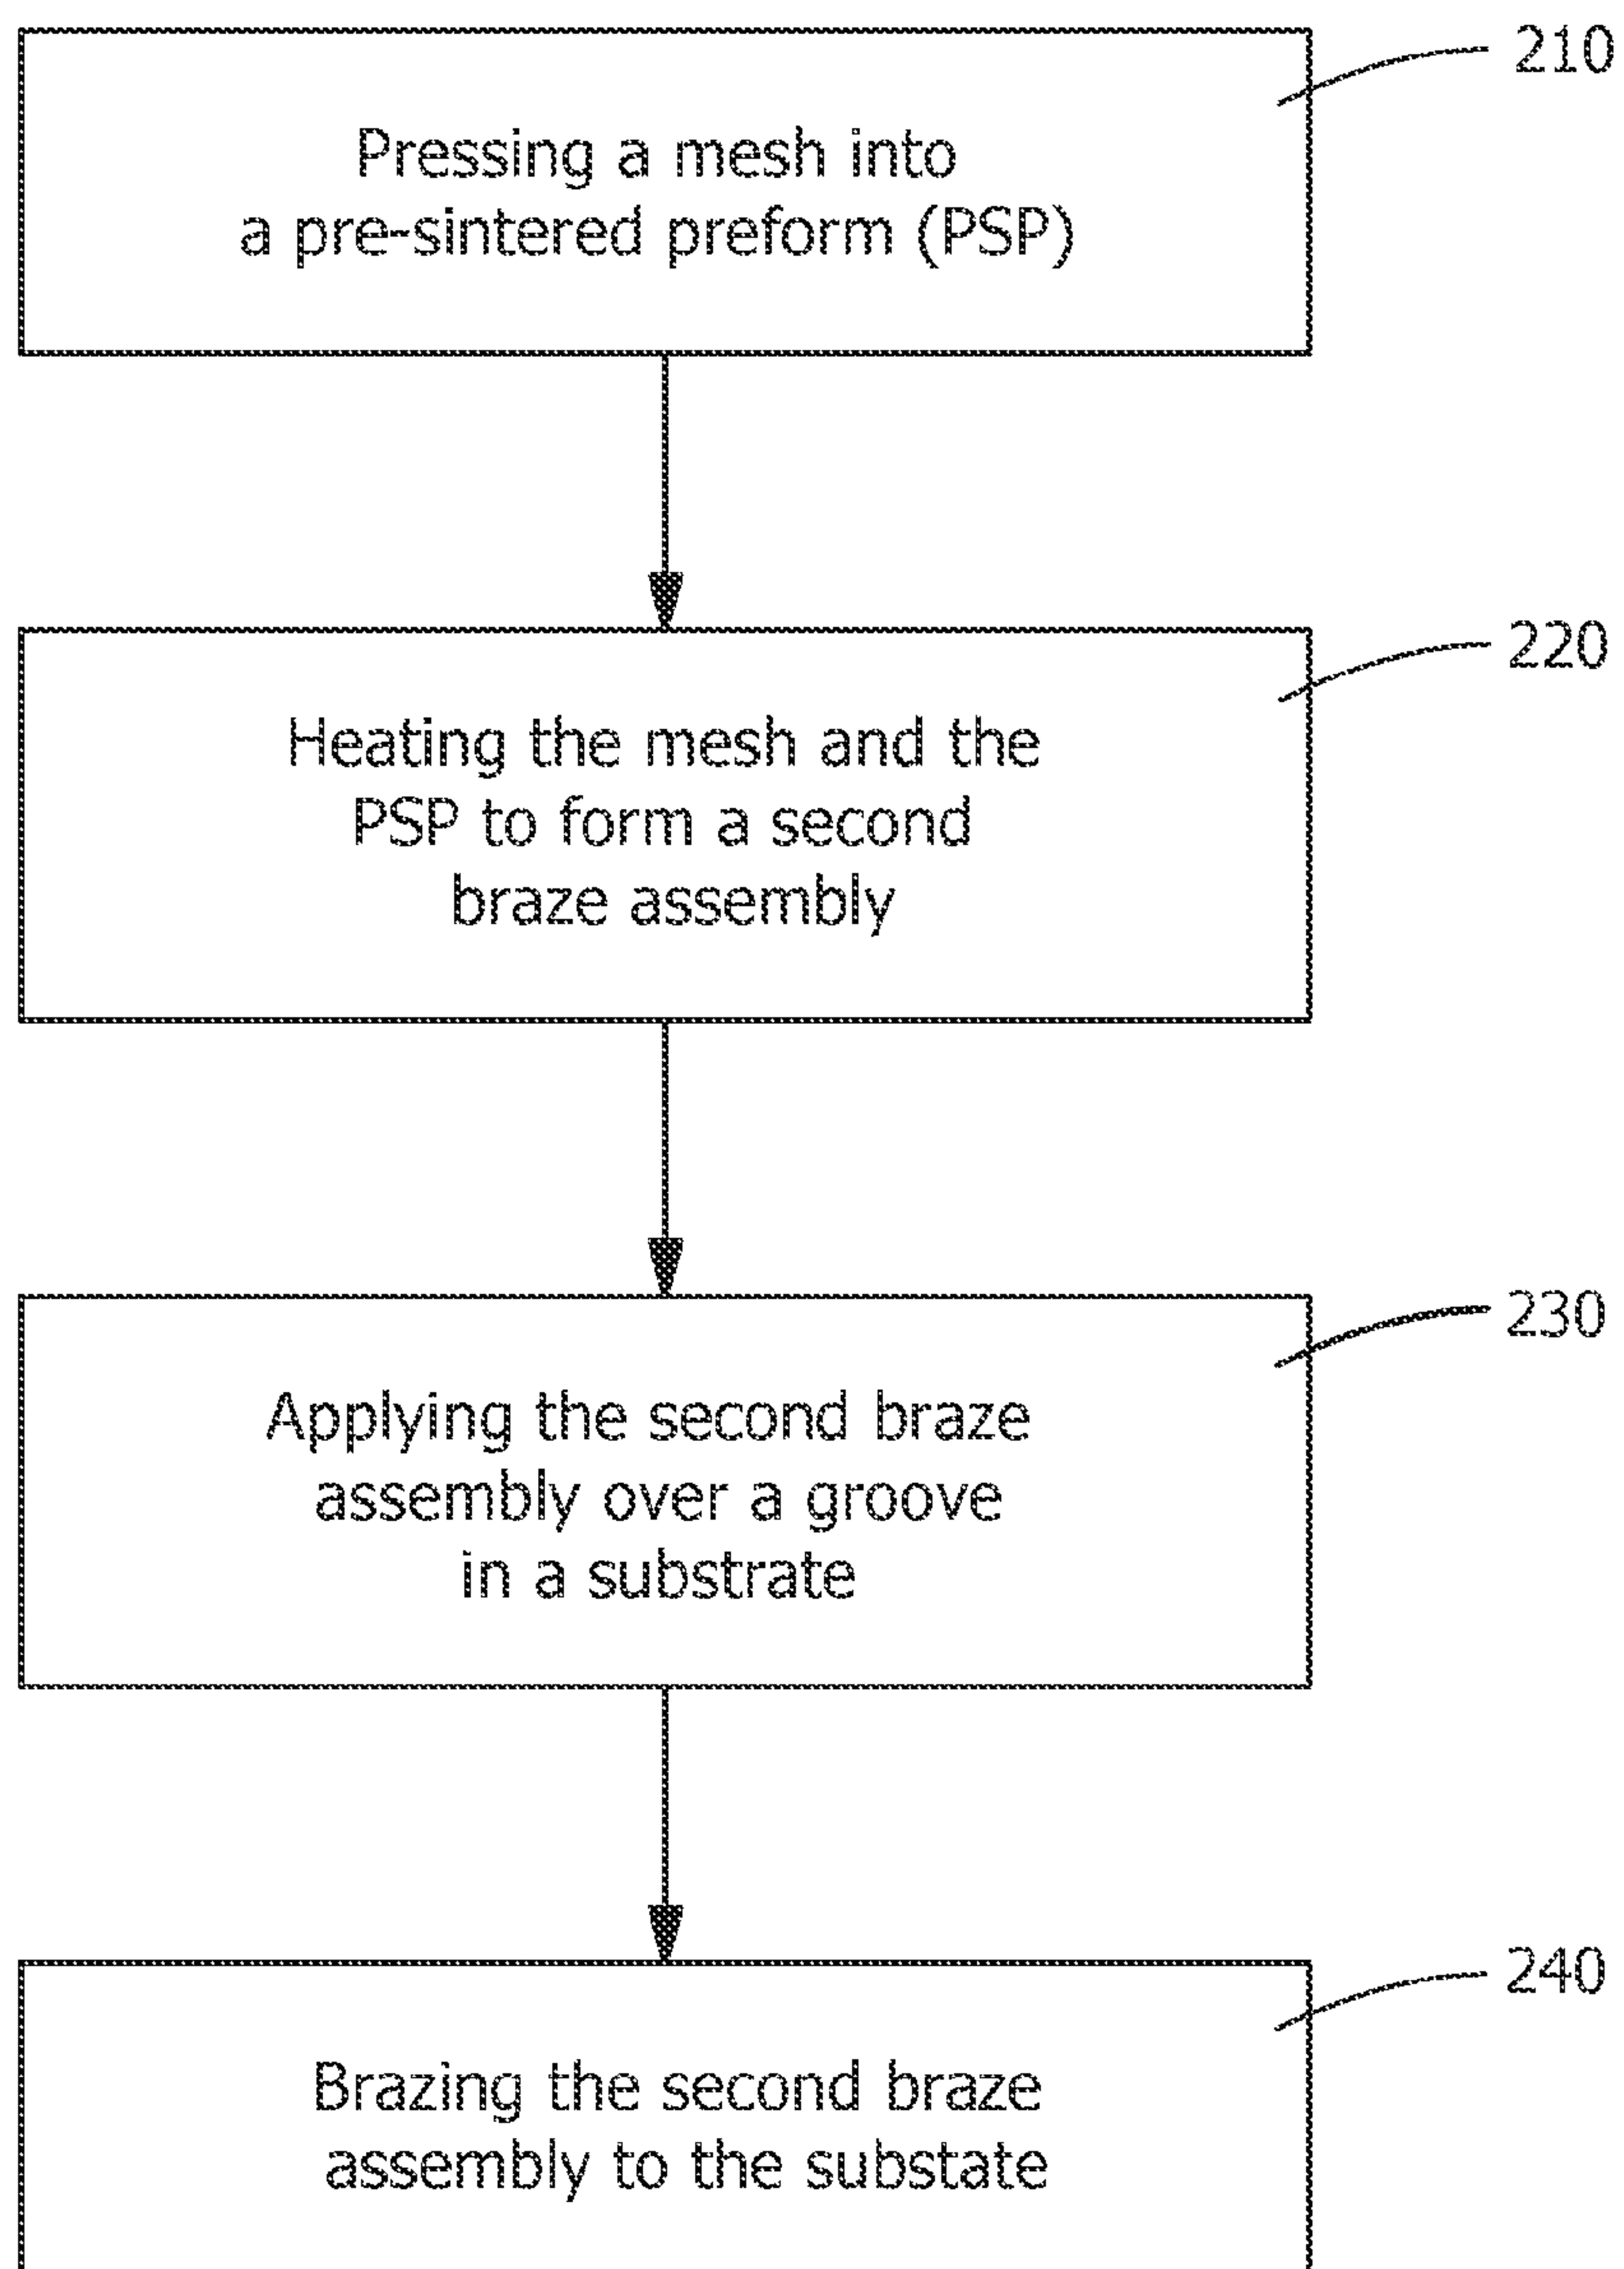 210
Pressing a mesh into
a pre-sintered preform (PSP)
220
Heating the mesh and the
PSP to form a second
braze assembly
230
Applying the second braze
assembly over a groove
in a substrate
240
Brazing the second braze
assembly to the substate